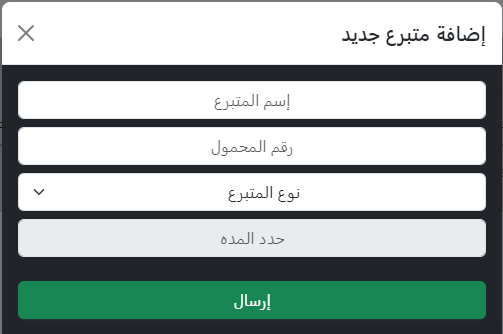 إضافة متبرع جديد
إسم المتبرع
رقم المحمول
نوع المتبرع
حدد المده
إرسال